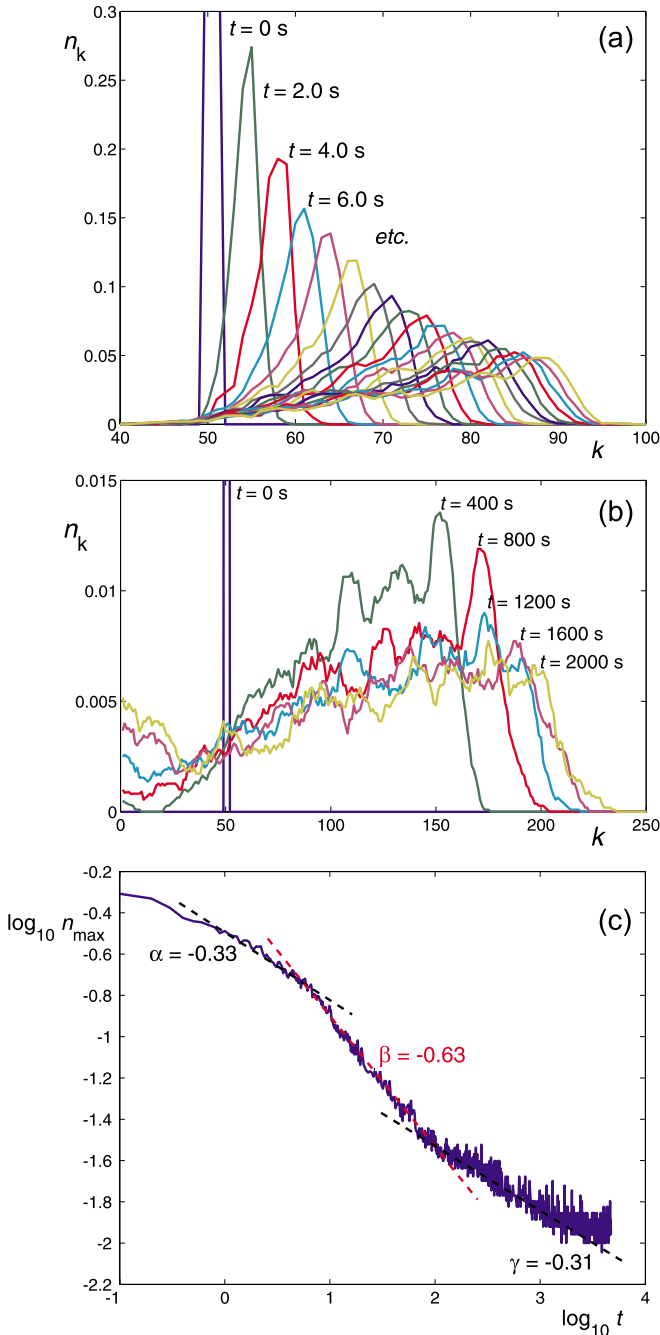 (a)
n_k
t = 0 s
t = 2.0 s
t = 4.0 s
t = 6.0 s
etc.
0.3
0.25
0.2
0.15
0.1
0.05
0
40 50 60 70 80 90 100
k
(b)
n_k
t = 0 s
t = 400 s
t = 800 s
t = 1200 s
t = 1600 s
t = 2000 s
0.015
0.01
0.005
0
0 50 100 150 200 250
k
(c)
log10 n_max
α = -0.33
β = -0.63
γ = -0.31
-0.2
-0.4
-0.6
-0.8
-1
-1.2
-1.4
-1.6
-1.8
-2
-2.2
-1 0 1 2 3 4
log10 t